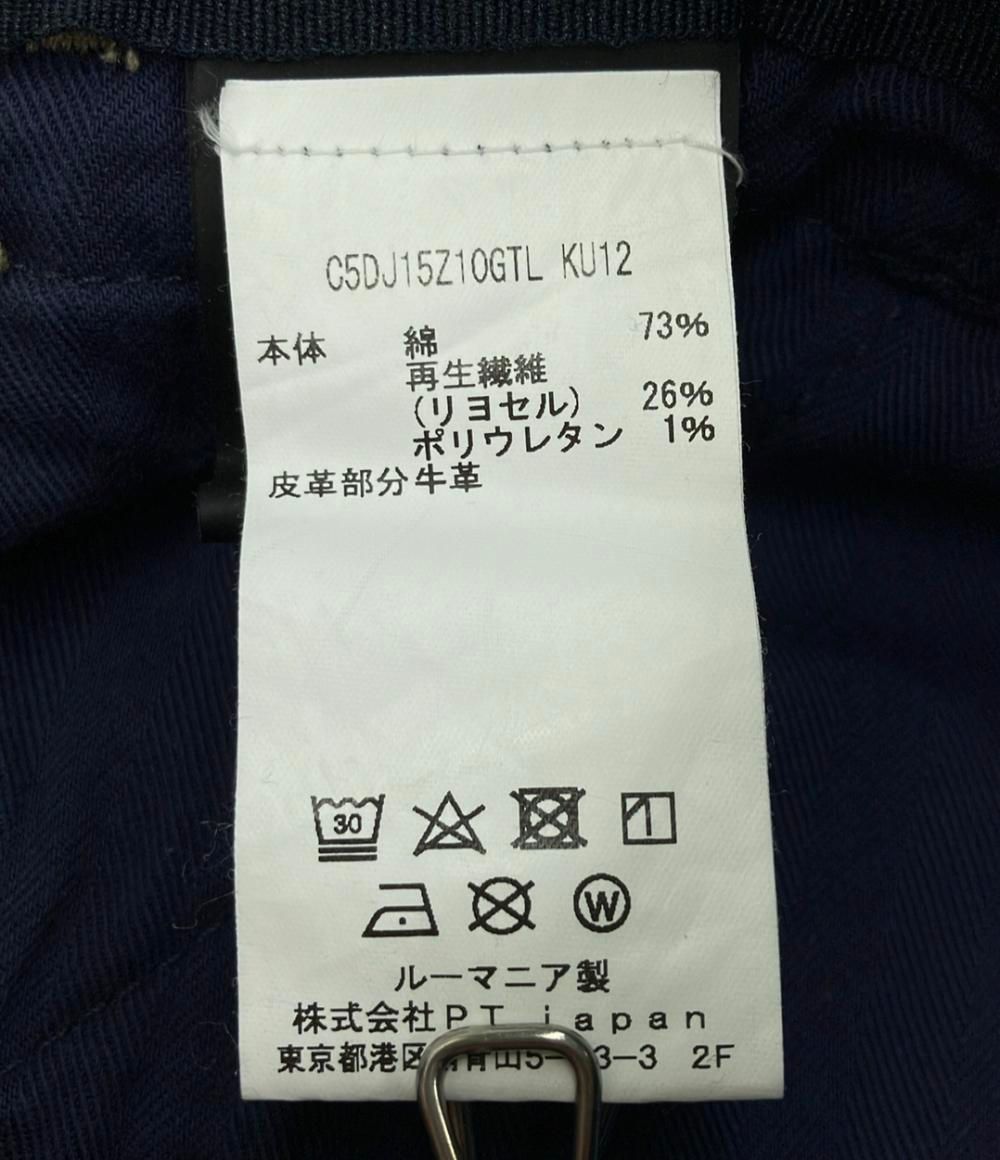 C5DJ15Z10GTL KU12
本体 綿 73%
再生繊維
(リヨセル) 26%
ポリウレタン 1%
皮革部分牛革
30
W
ルーマニア製
株式会社PT japan
東京都港区 青山5 3-3 2F